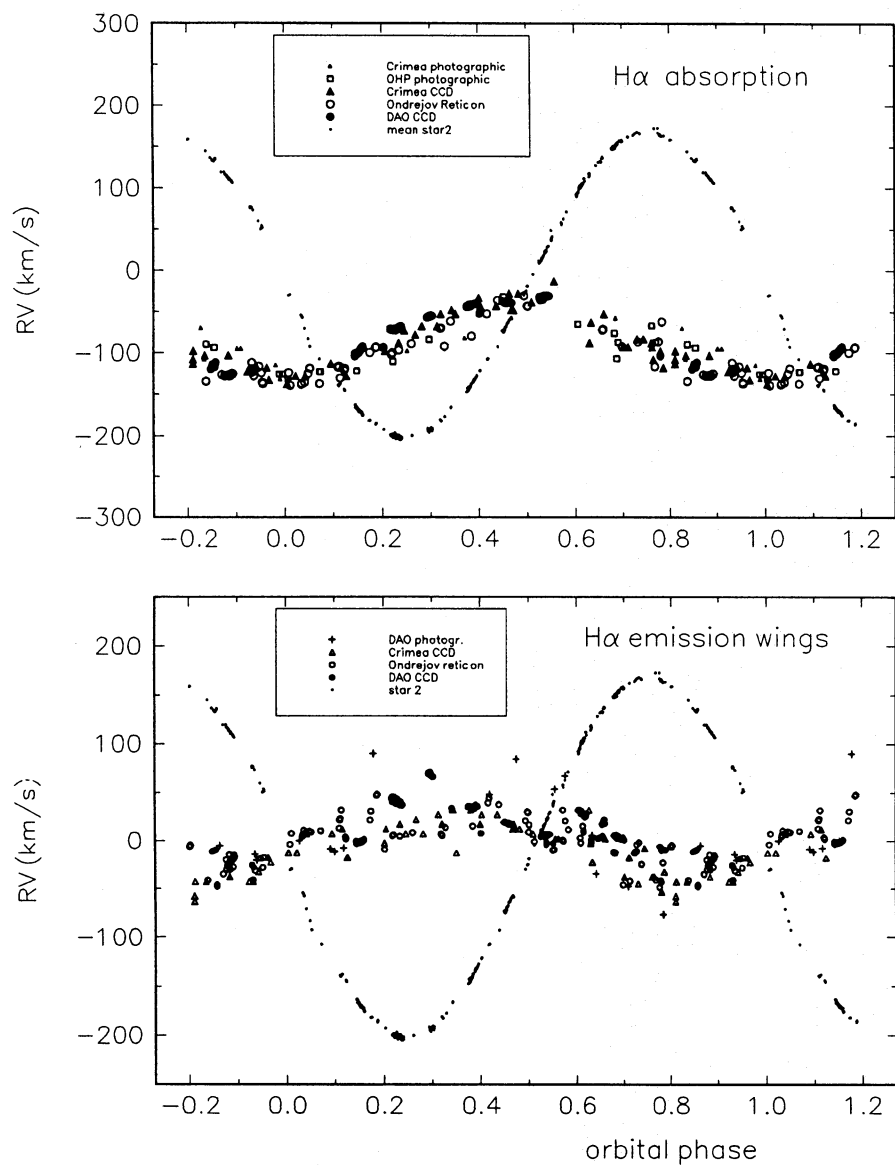 300
Crimea photographic
OHP photographic
Crimea CCD
Ondrejov Reticon
DAO CCD
mean star2
Hα absorption
200
100
0
−100
−200
−300
RV (km/s)
−0.2 0.0 0.2 0.4 0.6 0.8 1.0 1.2
DAO photogr.
Crimea CCD
Ondrejov reticon
DAO CCD
star 2
Hα emission wings
200
100
0
−100
−200
RV (km/s)
−0.2 0.0 0.2 0.4 0.6 0.8 1.0 1.2
orbital phase